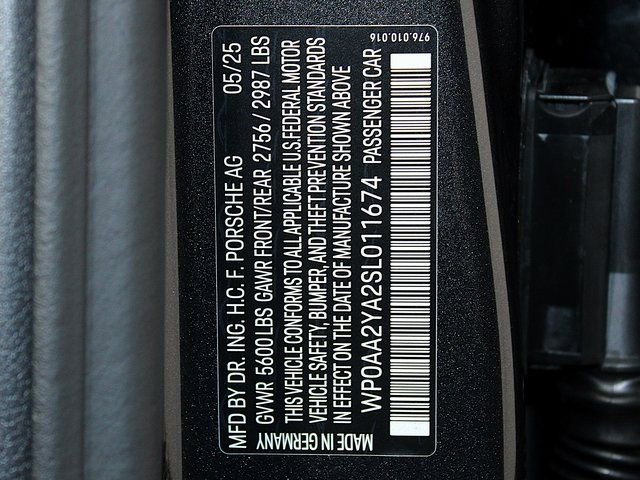 MFD BY DR. ING. H.C. F. PORSCHE AG 05/25
GVWR 5600 LBS GAWR FRONT/REAR 2756 / 2987 LBS
THIS VEHICLE CONFORMS TO ALL APPLICABLE U.S. FEDERAL MOTOR
VEHICLE SAFETY, BUMPER, AND THEFT PREVENTION STANDARDS
IN EFFECT ON THE DATE OF MANUFACTURE SHOWN ABOVE
WP0AA2YA2SL011674 PASSENGER CAR
MADE IN GERMANY
976.010.016